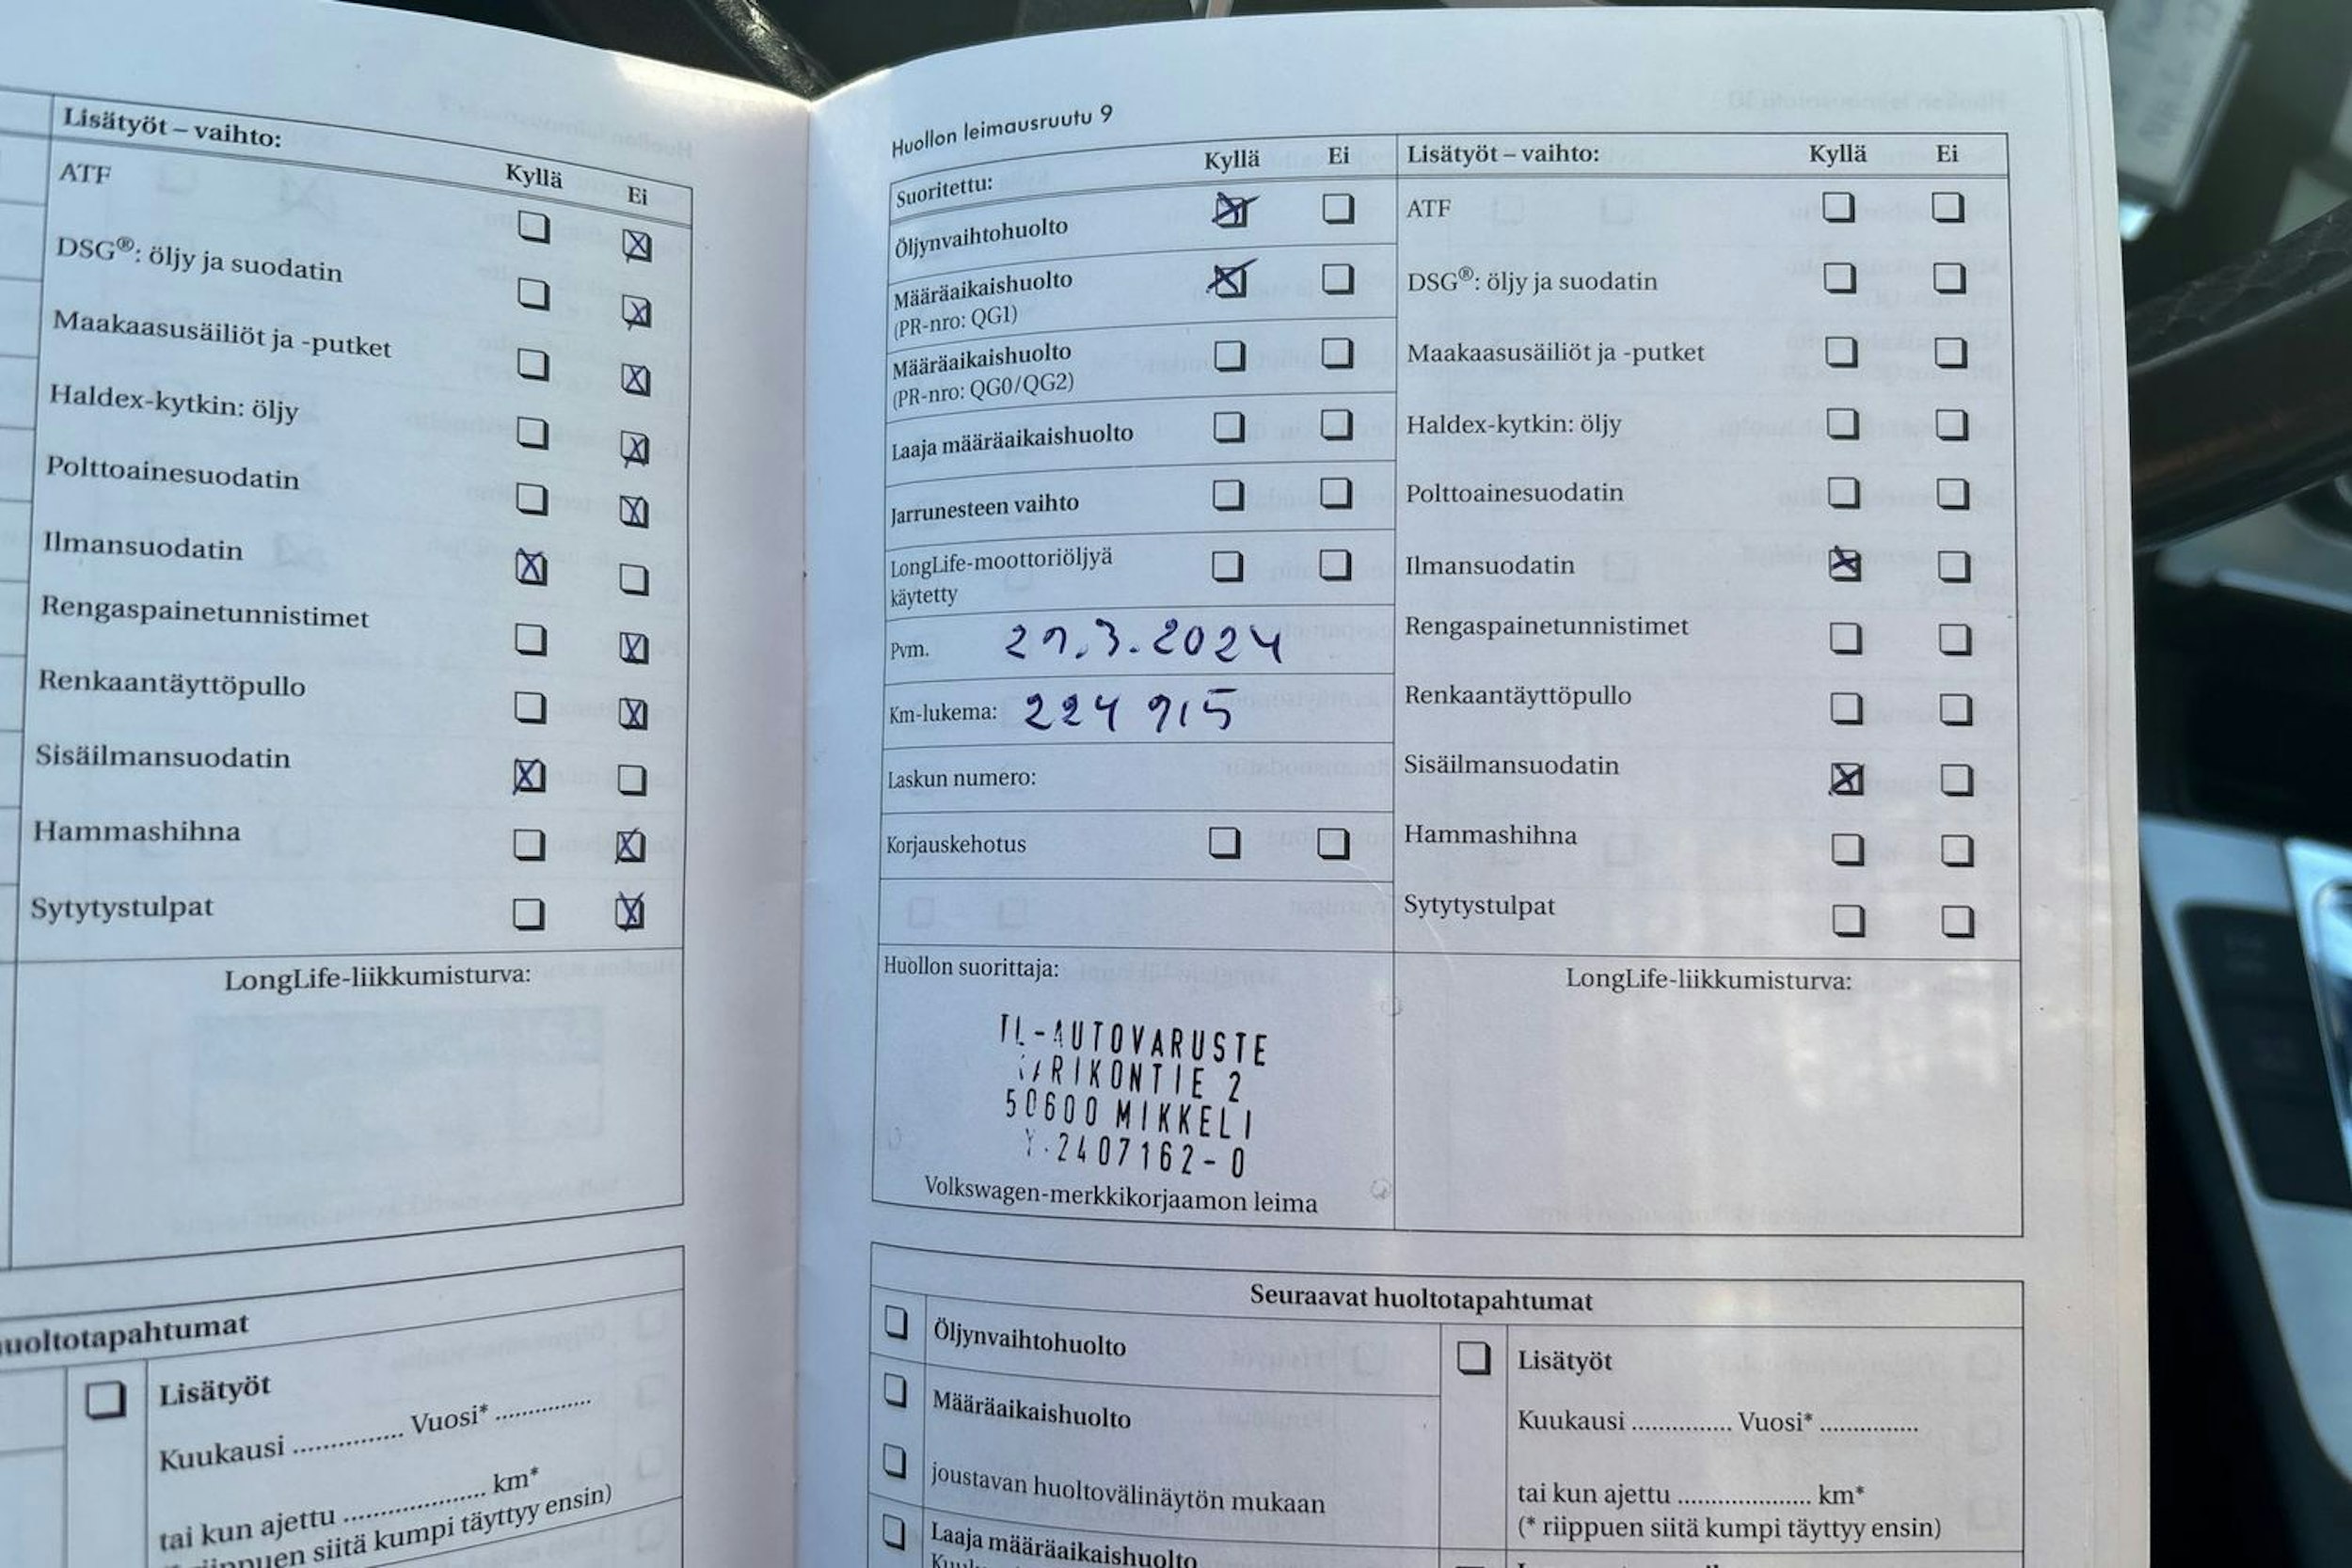 Lisätyöt – vaihto:
Kyllä Ei
ATF
DSG®: öljy ja suodatin
Maakaasusäiliöt ja -putket
Haldex-kytkin: öljy
Polttoainesuodatin
Ilmansuodatin
Rengaspainetunnistimet
Renkaantäyttöpullo
Sisäilmansuodatin
Hammashihna
Sytytystulpat
LongLife-liikkumisturva:
Lisätyöt
Kuukausi ............... Vuosi* ..............
tai kun ajettu .................... km*
siitä kumpi täyttyy ensin)
Huollon leimausruutu 9
Suoritettu: Kyllä Ei
Öljynvaihtohuolto
Määräaikaishuolto
(PR-nro: QG1)
Määräaikaishuolto
(PR-nro: QG0/QG2)
Laaja määräaikaishuolto
Jarrunesteen vaihto
LongLife-moottoriöljyä
käytetty
Pvm. .3.2024
Km-lukema: 224 915
Laskun numero:
Korjauskehotus
Huollon suorittaja:
TL-AUTOVARUSTE
2
50600 MIKKELI
Y.2407162-0
Volkswagen-merkkikorjaamon leima
Lisätyöt – vaihto: Kyllä Ei
ATF
DSG®: öljy ja suodatin
Maakaasusäiliöt ja -putket
Haldex-kytkin: öljy
Polttoainesuodatin
Ilmansuodatin
Rengaspainetunnistimet
Renkaantäyttöpullo
Sisäilmansuodatin
Hammashihna
Sytytystulpat
LongLife-liikkumisturva:
Seuraavat huoltotapahtumat
Öljynvaihtohuolto
Määräaikaishuolto
joustavan huoltovälinäytön mukaan
Laaja määräaikaishuolto
Lisätyöt
Kuukausi ............... Vuosi* ...............
tai kun ajettu .................... km*
(* riippuen siitä kumpi täyttyy ensin)